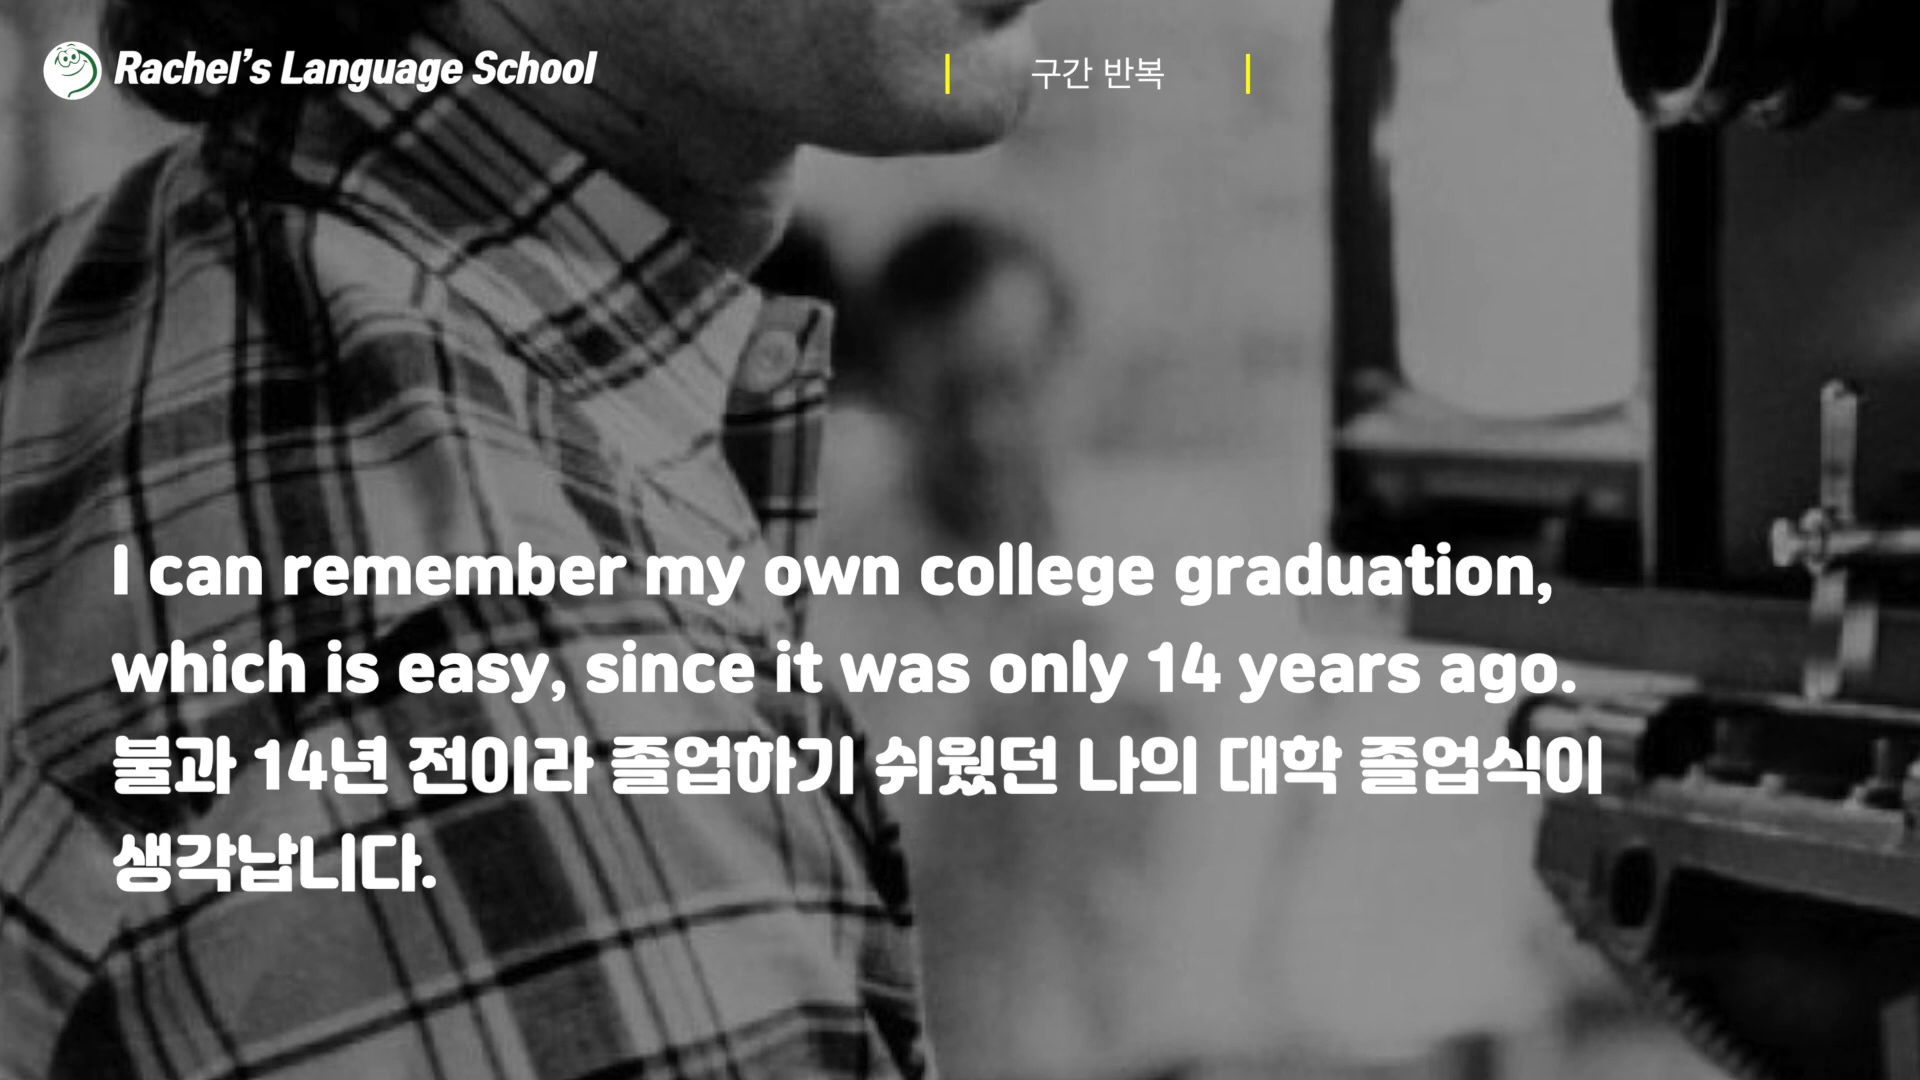 Rachel's Language School
구간 반복
I can remember my own college graduation,
which is easy, since it was only 14 years ago.
불과 14년 전이라 졸업하기 쉬웠던 나의 대학 졸업식이
생각납니다.